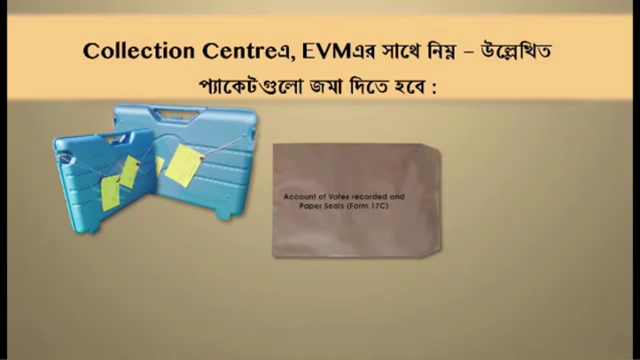 Collection Centreএ, EVMএর সাথে নিম্ন – উল্লেখিত
প্যাকেটগুলো জমা দিতে হবে :
Account of Votes recorded and
Paper Seals (Form 17C)